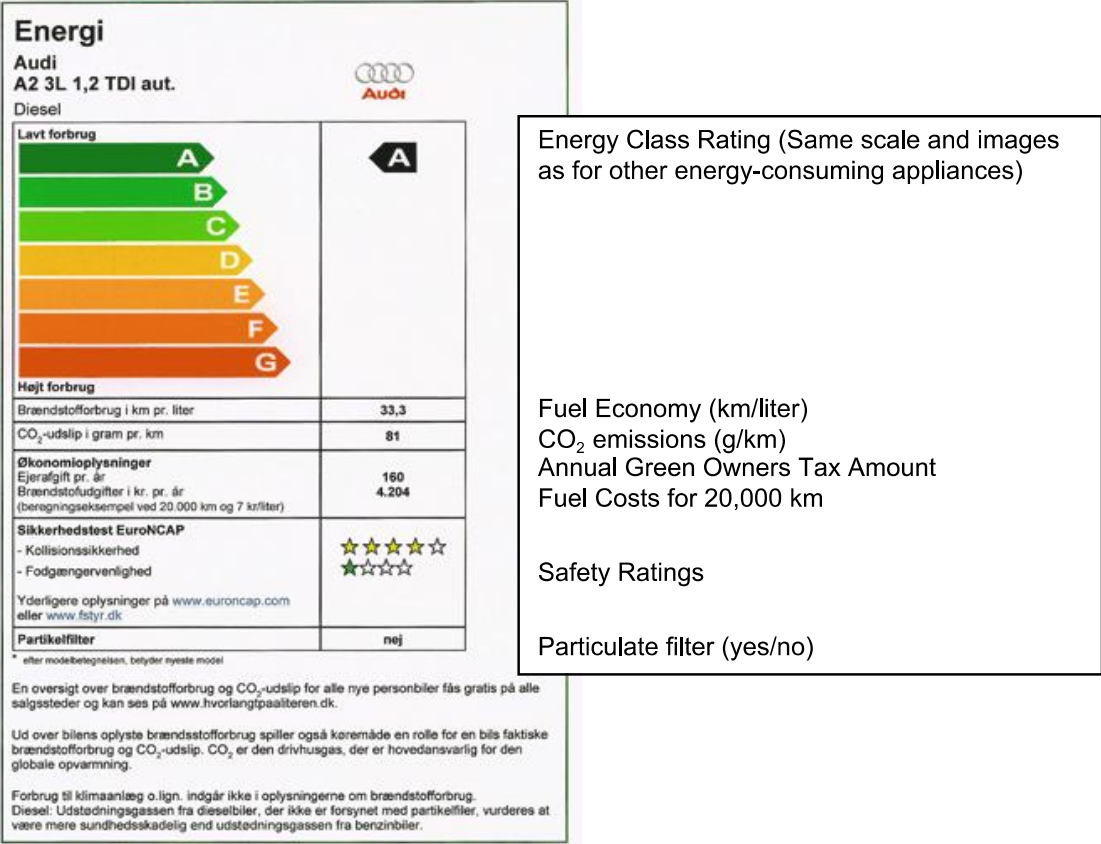 Energi
Audi
A2 3L 1,2 TDI aut.
Diesel
Audi
Lavt forbrug
A
A
B
C
D
E
F
G
Højt forbrug
Brændstofforbrug i km pr. liter 33,3
CO₂-udslip i gram pr. km 81
Økonomioplysninger
Ejerafgift pr. år 160
Brændstofudgifter i kr. pr. år 4.204
(beregningseksempel ved 20.000 km og 7 kr/liter)
Sikkerhedstest EuroNCAP
- Kollisionssikkerhed
- Fodgængervenlighed
Yderligere oplysninger på www.euroncap.com
eller www.fstyr.dk
Partikelfilter nej
* efter modelbetegnelsen, betyder nyeste model
En oversigt over brændstofforbrug og CO₂-udslip for alle nye personbiler fås gratis på alle
salgssteder og kan ses på www.hvorlangtpaaliteren.dk.
Ud over bilens oplyste brændsstofforbrug spiller også køremåde en rolle for en bils faktiske
brændstofforbrug og CO₂-udslip. CO₂ er den drivhusgas, der er hovedansvarlig for den
globale opvarmning.
Forbrug til klimaanlæg o.lign. indgår ikke i oplysningerne om brændstofforbrug.
Diesel: Udstødningsgassen fra dieselbiler, der ikke er forsynet med partikelfiler, vurderes at
være mere sundhedsskadelig end udstødningsgassen fra benzinbiler.
Energy Class Rating (Same scale and images
as for other energy-consuming appliances)
Fuel Economy (km/liter)
CO₂ emissions (g/km)
Annual Green Owners Tax Amount
Fuel Costs for 20,000 km
Safety Ratings
Particulate filter (yes/no)